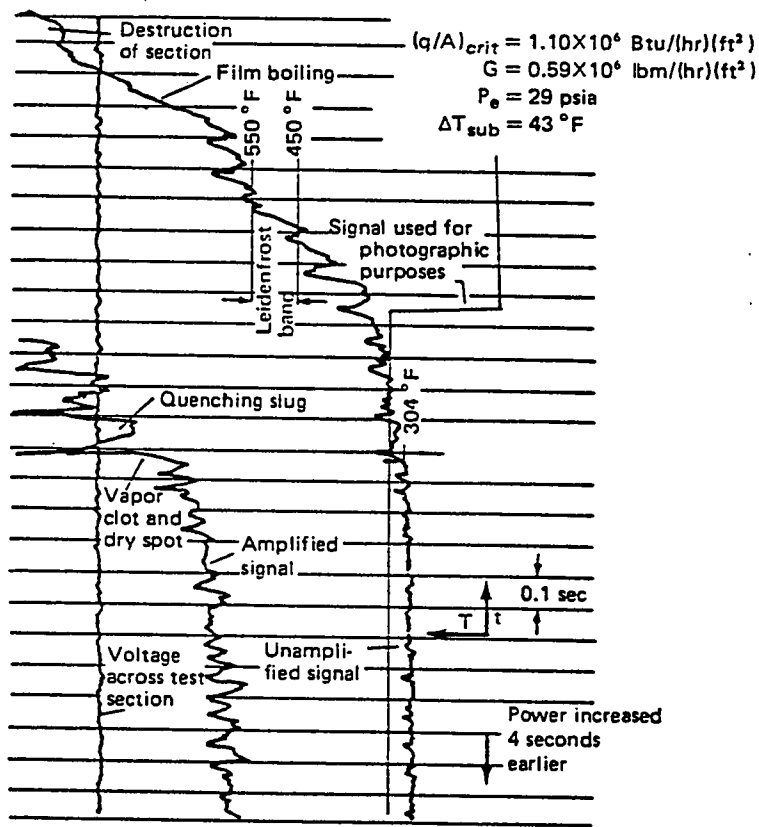 Destruction
of section
(q/A)crit = 1.10X10⁶ Btu/(hr)(ft²)
G = 0.59X10⁶ lbm/(hr)(ft²)
Pe = 29 psia
ΔTsub = 43 °F
Film boiling
550 °F
450 °F
Signal used for
photographic
purposes
Leidenfrost
band
304 °F
Quenching slug
Vapor
clot and
dry spot
Amplified
signal
0.1 sec
T
t
Unampli-
fied signal
Voltage
across test
section
Power increased
4 seconds
earlier